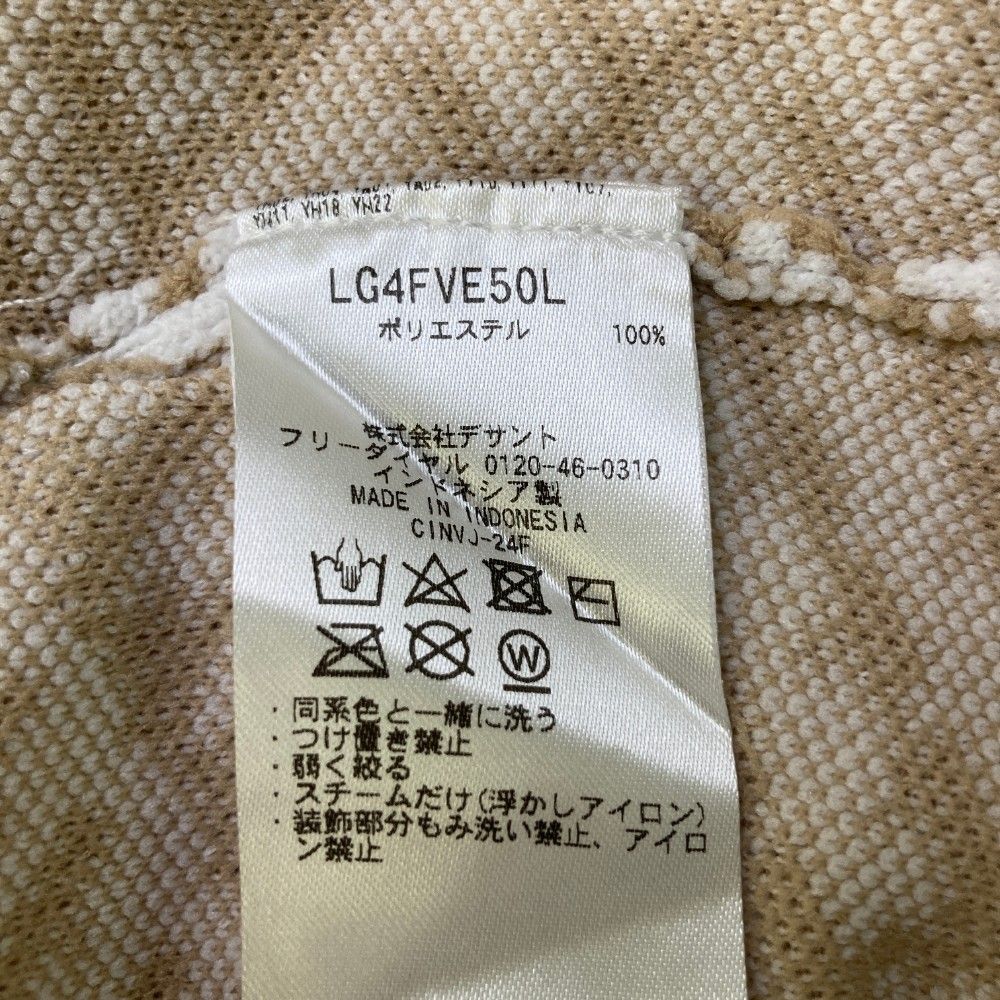 YN11 YN18 YN22
LG4FVE50L
ポリエステル 100%
株式会社デサント
フリーダイヤル 0120-46-0310
インドネシア製
MADE IN INDONESIA
CINVJ-24F
W
・同系色と一緒に洗う
・つけ置き禁止
・弱く絞る
・スチームだけ(浮かしアイロン)
・装飾部分もみ洗い禁止、アイロ
ン禁止